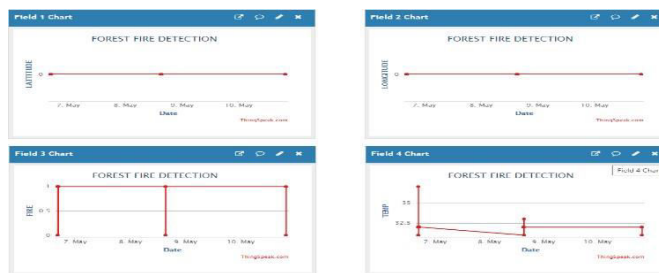 Field 1 Chart
FOREST FIRE DETECTION
LATTITUDE
0
7. May 8. May 9. May 10. May
Date
ThingSpeak.com
Field 2 Chart
FOREST FIRE DETECTION
LONGITUDE
0
7. May 8. May 9. May 10. May
Date
ThingSpeak.com
Field 3 Chart
FOREST FIRE DETECTION
FIRE
1
0.5
0
7. May 8. May 9. May 10. May
Date
ThingSpeak.com
Field 4 Chart
Field 4 Chart
FOREST FIRE DETECTION
TEMP
35
32.5
7. May 8. May 9. May 10. May
Date
ThingSpeak.com